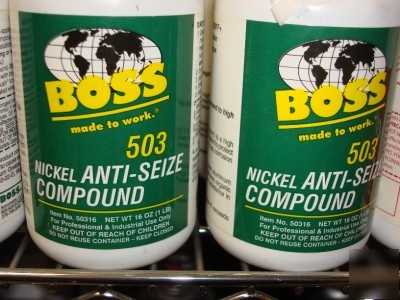 BOSS
made to work.®
503
NICKEL ANTI-SEIZE
COMPOUND
Item No. 50316 NET WT 16 OZ (1 LB)
For Professional & Industrial Use Only
KEEP OUT OF REACH OF CHILDREN
DO NOT REUSE CONTAINER - KEEP CLOSED
BOSS
made to work.®
503
NICKEL ANTI-SEIZE
COMPOUND
Item No. 50316 NET WT 16 OZ (1 LB)
For Professional & Industrial Use Only
KEEP OUT OF REACH OF CHILDREN
DO NOT REUSE CONTAINER - KEEP CLOSED